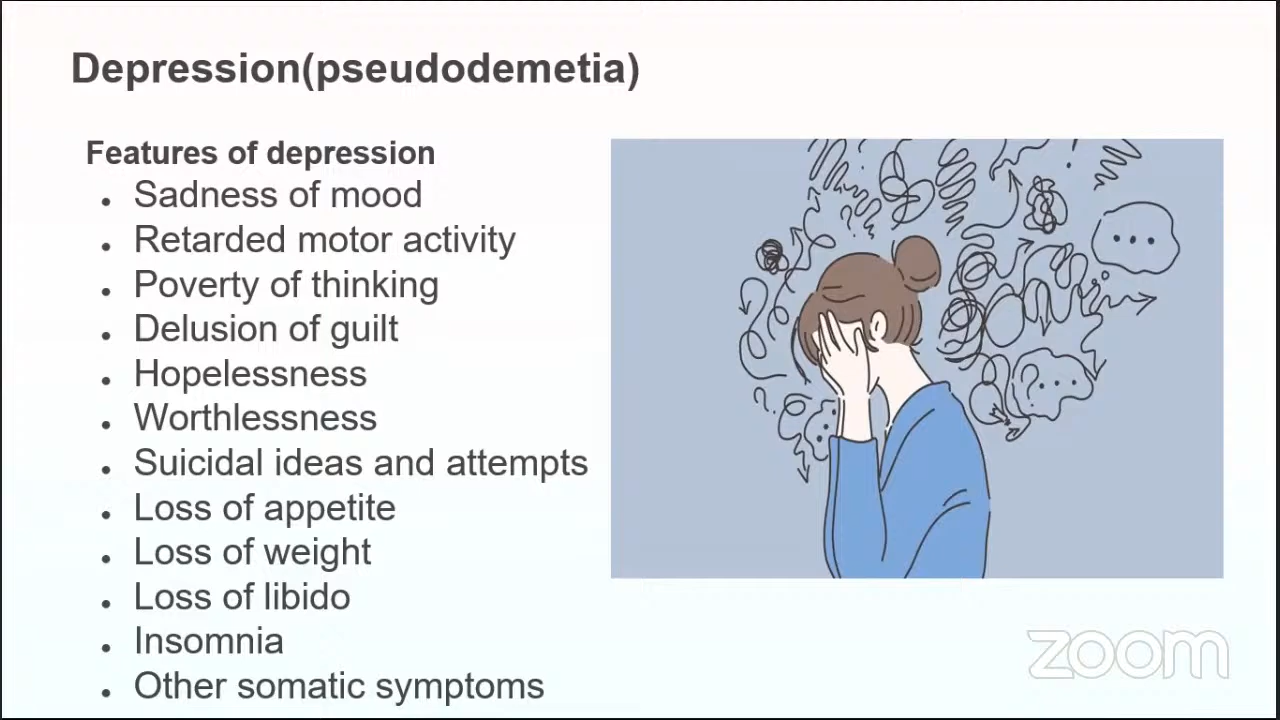 Depression(pseudodemetia)
Features of depression
• Sadness of mood
• Retarded motor activity
• Poverty of thinking
• Delusion of guilt
• Hopelessness
• Worthlessness
• Suicidal ideas and attempts
• Loss of appetite
• Loss of weight
• Loss of libido
• Insomnia
• Other somatic symptoms
zoom